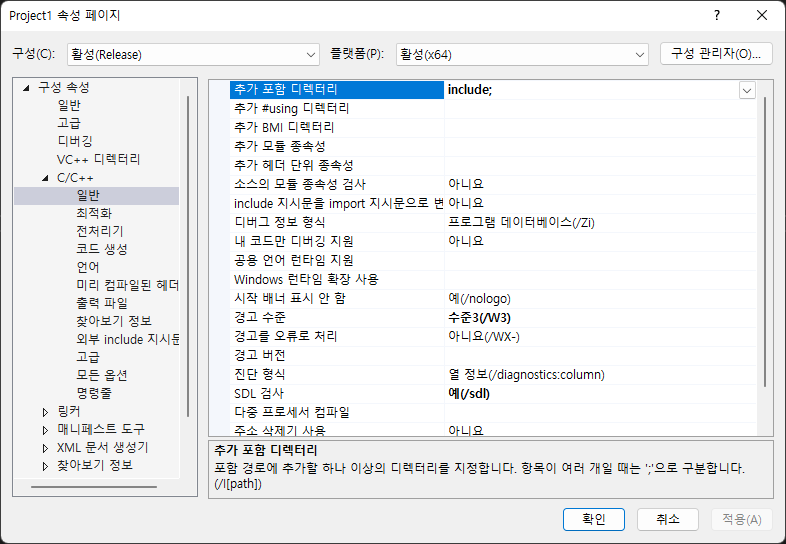 Project1 속성 페이지
구성(C): 활성(Release) 플랫폼(P): 활성(x64) 구성 관리자(O)...
구성 속성
일반
고급
디버깅
VC++ 디렉터리
C/C++
일반
최적화
전처리기
코드 생성
언어
미리 컴파일된 헤더
출력 파일
찾아보기 정보
외부 include 지시문
고급
모든 옵션
명령줄
링커
매니페스트 도구
XML 문서 생성기
찾아보기 정보
추가 포함 디렉터리 include;
추가 #using 디렉터리
추가 BMI 디렉터리
추가 모듈 종속성
추가 헤더 단위 종속성
소스의 모듈 종속성 검사 아니요
include 지시문을 import 지시문으로 변 아니요
디버그 정보 형식 프로그램 데이터베이스(/Zi)
내 코드만 디버깅 지원 아니요
공용 언어 런타임 지원
Windows 런타임 확장 사용
시작 배너 표시 안 함 예(/nologo)
경고 수준 수준3(/W3)
경고를 오류로 처리 아니요(/WX-)
경고 버전
진단 형식 열 정보(/diagnostics:column)
SDL 검사 예(/sdl)
다중 프로세서 컴파일
주소 삭제기 사용 아니요
추가 포함 디렉터리
포함 경로에 추가할 하나 이상의 디렉터리를 지정합니다. 항목이 여러 개일 때는 ';'으로 구분합니다.
(/I[path])
확인 취소 적용(A)